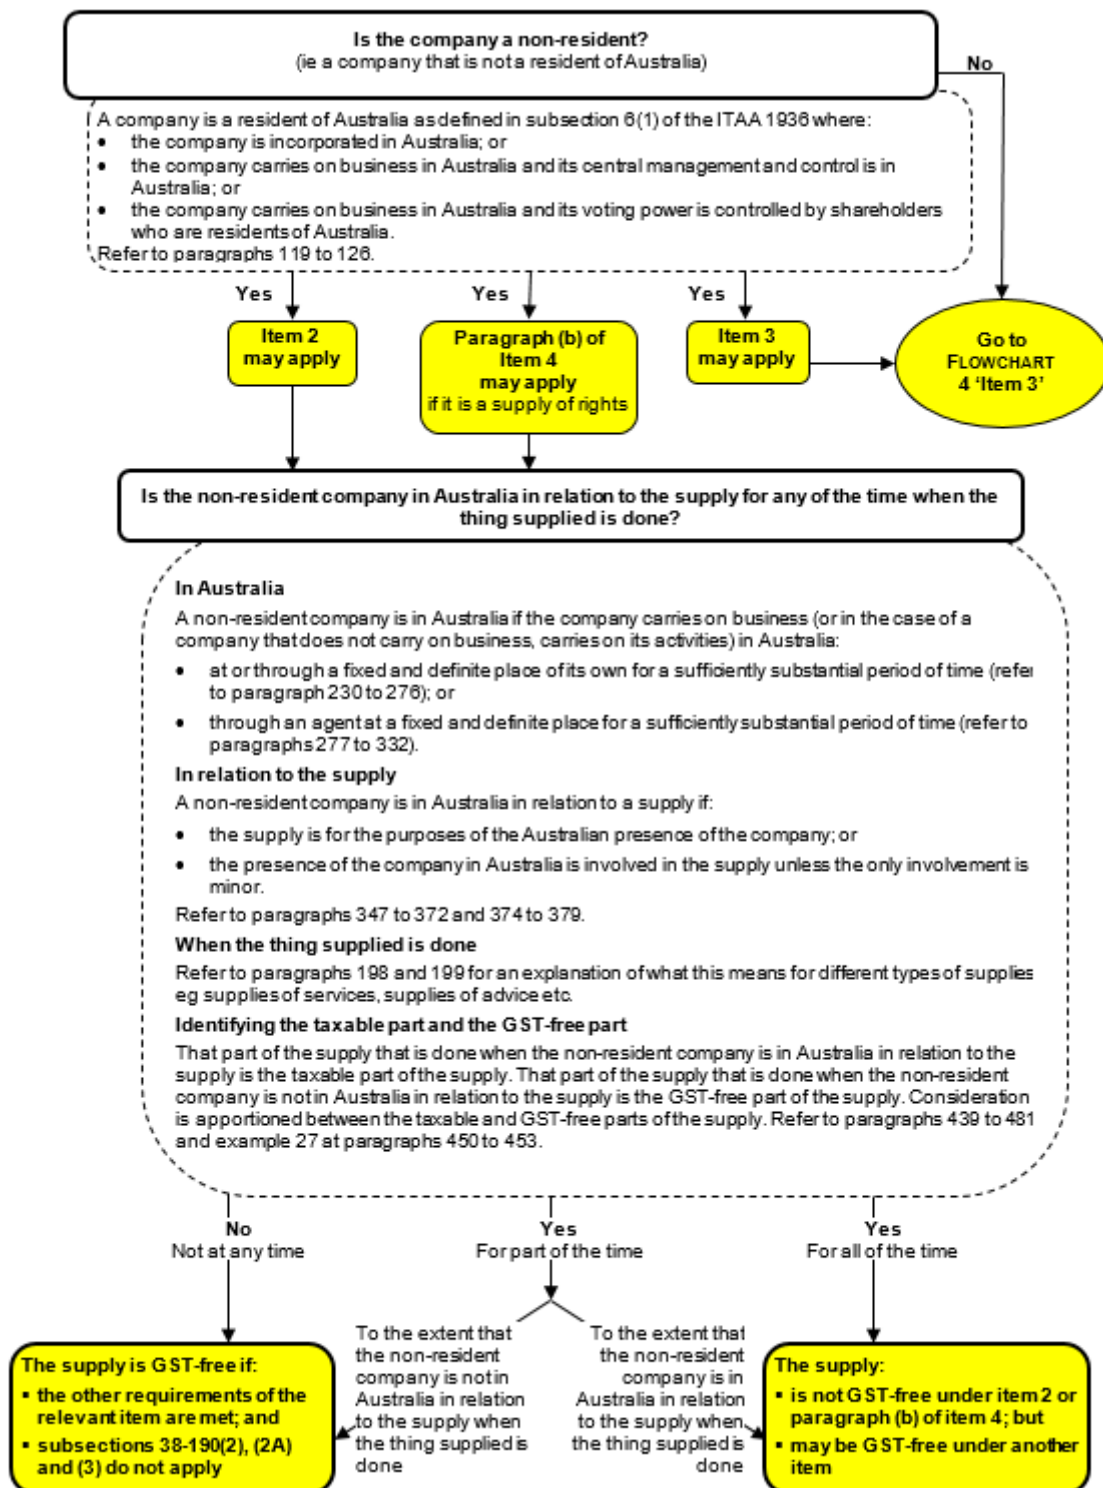 Is the company a non-resident?
(ie a company that is not a resident of Australia)
No
A company is a resident of Australia as defined in subsection 6(1) of the ITAA 1936 where:
• the company is incorporated in Australia; or
• the company carries on business in Australia and its central management and control is in
Australia; or
• the company carries on business in Australia and its voting power is controlled by shareholders
who are residents of Australia.
Refer to paragraphs 119 to 126.
Yes
Yes
Yes
Item 2
may apply
Paragraph (b) of
Item 4
may apply
if it is a supply of rights
Item 3
may apply
Go to
FLOWCHART
4 ‘Item 3’
Is the non-resident company in Australia in relation to the supply for any of the time when the
thing supplied is done?
In Australia
A non-resident company is in Australia if the company carries on business (or in the case of a
company that does not carry on business, carries on its activities) in Australia:
• at or through a fixed and definite place of its own for a sufficiently substantial period of time (refer
to paragraph 230 to 276); or
• through an agent at a fixed and definite place for a sufficiently substantial period of time (refer to
paragraphs 277 to 332).
In relation to the supply
A non-resident company is in Australia in relation to a supply if:
• the supply is for the purposes of the Australian presence of the company; or
• the presence of the company in Australia is involved in the supply unless the only involvement is
minor.
Refer to paragraphs 347 to 372 and 374 to 379.
When the thing supplied is done
Refer to paragraphs 198 and 199 for an explanation of what this means for different types of supplies
eg supplies of services, supplies of advice etc.
Identifying the taxable part and the GST-free part
That part of the supply that is done when the non-resident company is in Australia in relation to the
supply is the taxable part of the supply. That part of the supply that is done when the non-resident
company is not in Australia in relation to the supply is the GST-free part of the supply. Consideration
is apportioned between the taxable and GST-free parts of the supply. Refer to paragraphs 439 to 481
and example 27 at paragraphs 450 to 453.
No
Not at any time
Yes
For part of the time
Yes
For all of the time
The supply is GST-free if:
▪ the other requirements of the
relevant item are met; and
▪ subsections 38-190(2), (2A)
and (3) do not apply
To the extent that
the non-resident
company is not in
Australia in relation
to the supply when
the thing supplied is
done
To the extent that
the non-resident
company is in
Australia in relation
to the supply when
the thing supplied is
done
The supply:
▪ is not GST-free under item 2 or
paragraph (b) of item 4; but
▪ may be GST-free under another
item